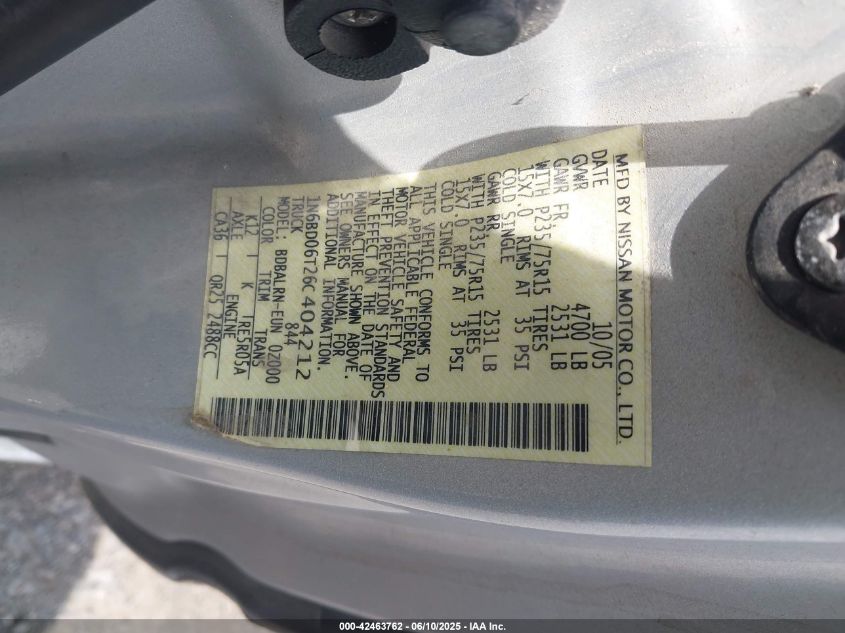 MFD BY NISSAN MOTOR CO., LTD.
DATE 10/05
GVWR 4700 LB
GAWR FR 2531 LB
WITH P235/75R15 TIRES
15X7.0 RIMS AT 35 PSI
COLD SINGLE
GAWR RR 2531 LB
WITH P235/75R15 TIRES
15X7.0 RIMS AT 35 PSI
COLD SINGLE
THIS VEHICLE CONFORMS TO
ALL APPLICABLE FEDERAL
MOTOR VEHICLE SAFETY AND
THEFT PREVENTION STANDARDS
IN EFFECT ON THE DATE OF
MANUFACTURE SHOWN ABOVE.
SEE OWNERS MANUAL FOR
ADDITIONAL INFORMATION.
1N6BD06T26C404212
TRUCK 844
MODEL: BDBALRN-EUN 0Z000
COLOR TRIM TRANS
K12 K TRE5R05A
AXLE ENGINE
CA36 QR25 2488CC
000-42463762 - 06/10/2025 - IAA Inc.